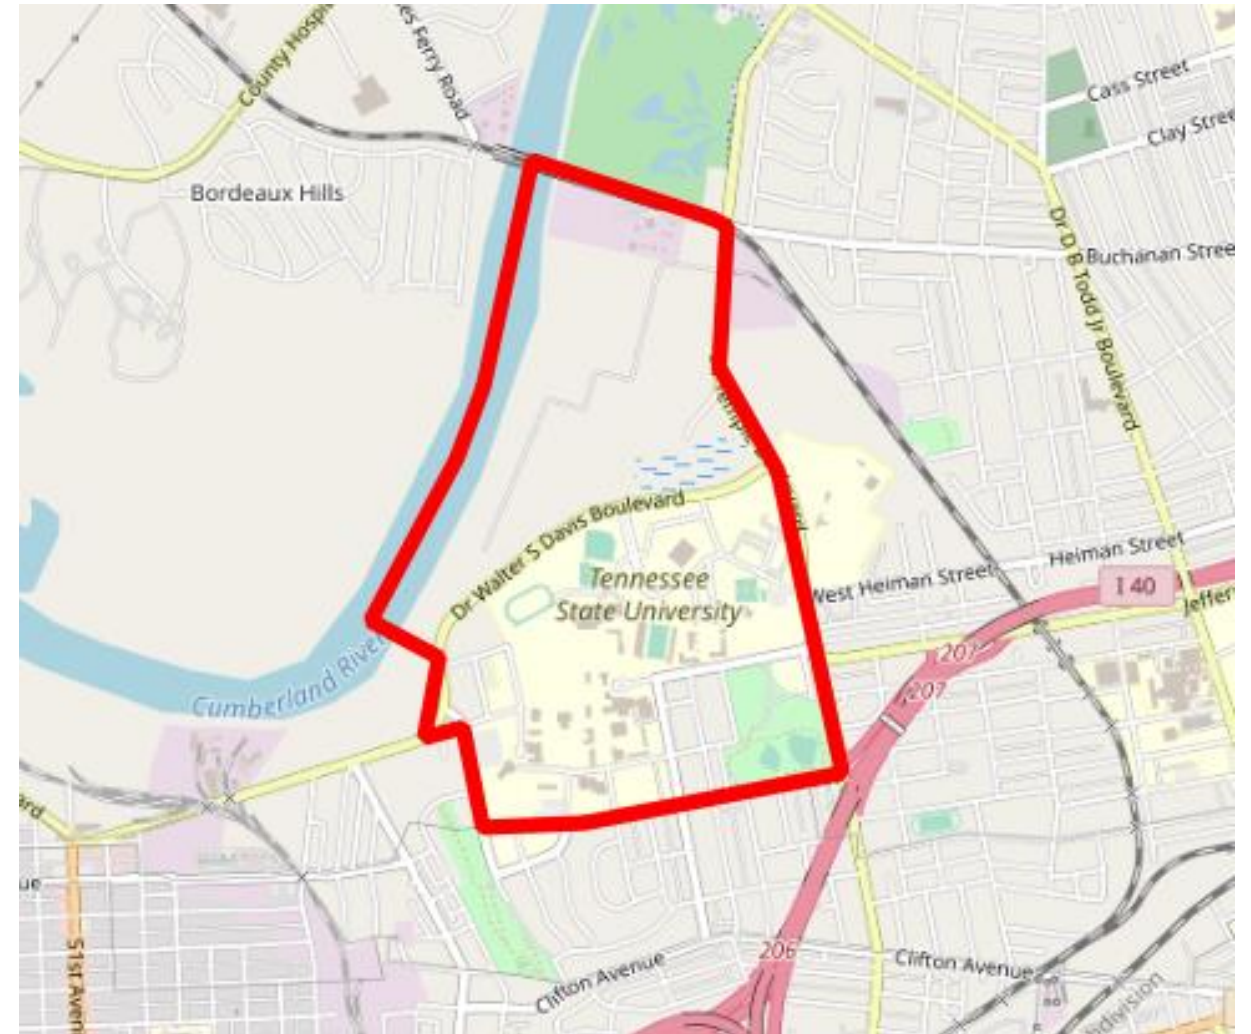 County Hospi
es Ferry Road
Cass Street
Clay Stree
Bordeaux Hills
Dr D B Todd Jr Boulevard
Buchanan Stree
Dr Walter S Davis Boulevard
Heiman Street
West Heiman Street
I 40
Jeffer
Tennessee
State University
207
207
Cumberland River
ard
ue
51st Aven
206
Clifton Avenue
Clifton Avenue
division